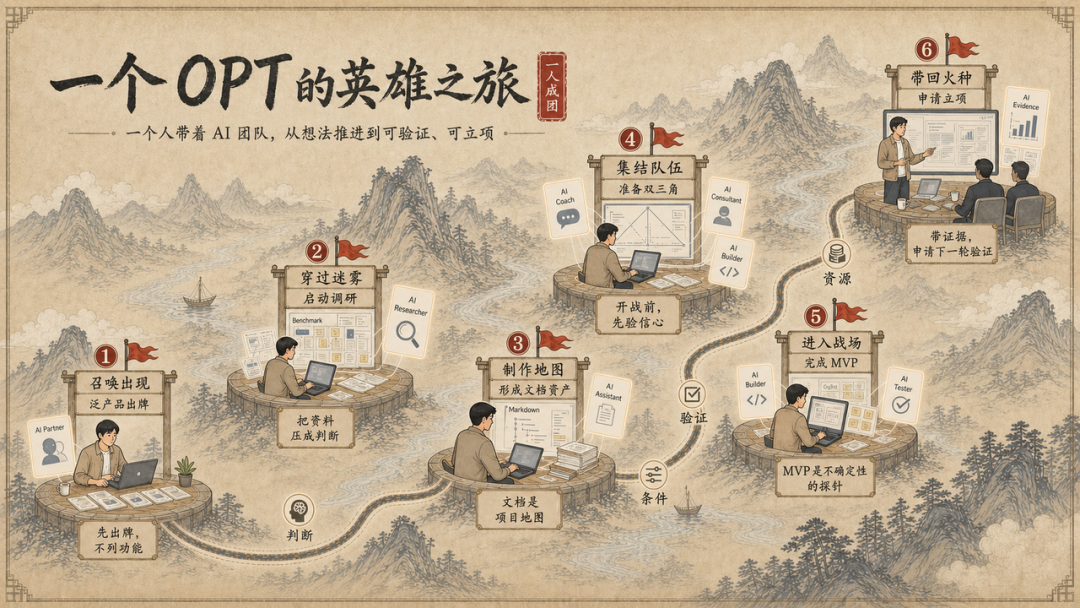 一个 OPT 的英雄之旅
一人成团
一个人带着 AI 团队，从想法推进到可验证、可立项
1
召唤出现
泛产品出牌
AI Partner
先出牌，
不列功能
判断
2
穿过迷雾
启动调研
Benchmark
AI
Researcher
把资料
压成判断
3
制作地图
形成文档资产
Markdown
AI
Assistant
文档是
项目地图
条件
验证
4
集结队伍
准备双三角
AI
Coach
AI
Consultant
AI
Builder
开战前，
先验信心
5
进入战场
完成 MVP
AI
Builder
AI
Tester
MVP是不确定性
的探针
资源
6
带回火种
申请立项
AI
Evidence
带证据，
申请下一轮验证